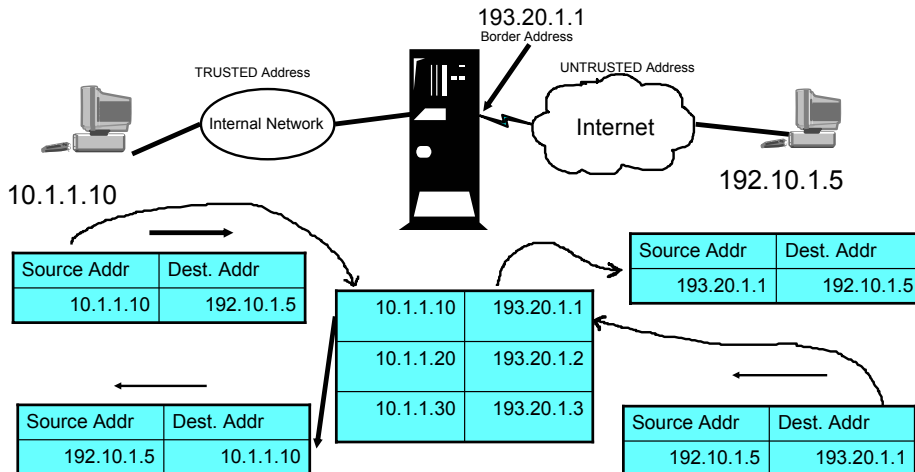 193.20.1.1
Border Address
TRUSTED Address
UNTRUSTED Address
Internal Network
Internet
10.1.1.10
192.10.1.5
Source Addr Dest. Addr
10.1.1.10 192.10.1.5
Source Addr Dest. Addr
193.20.1.1 192.10.1.5
10.1.1.10 193.20.1.1
10.1.1.20 193.20.1.2
10.1.1.30 193.20.1.3
Source Addr Dest. Addr
192.10.1.5 10.1.1.10
Source Addr Dest. Addr
192.10.1.5 193.20.1.1